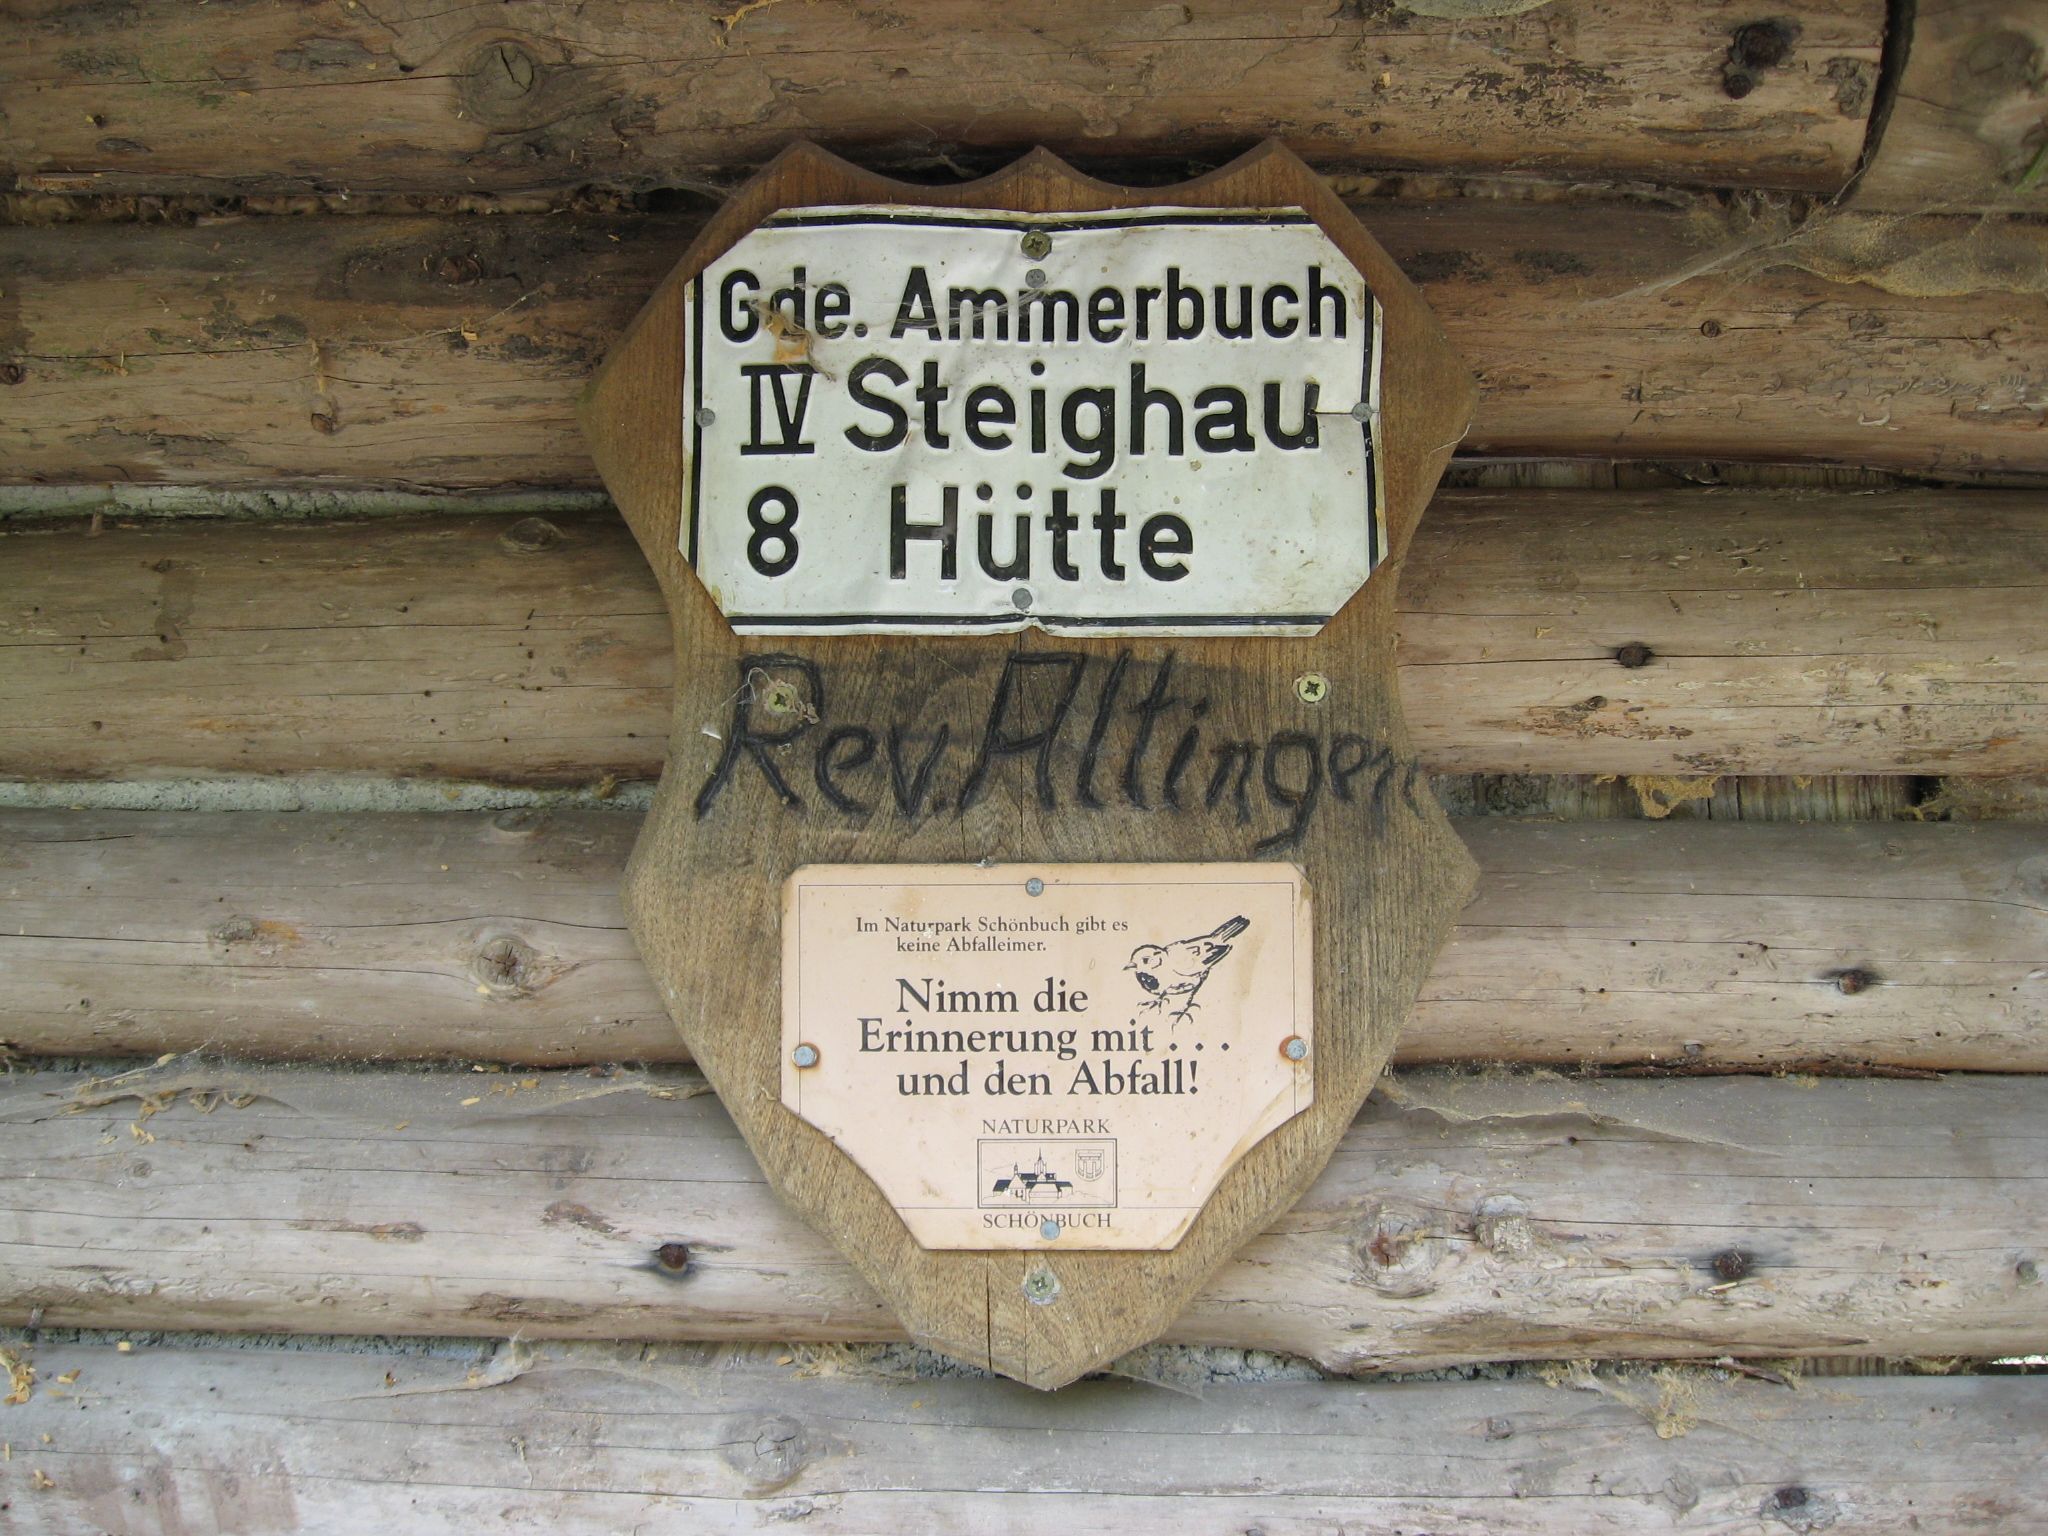 Gde. Ammerbuch
IV Steighau
8 Hütte
Rev. Altingen
Im Naturpark Schönbuch gibt es
keine Abfalleimer.
Nimm die
Erinnerung mit . . .
und den Abfall!
NATURPARK
SCHÖNBUCH